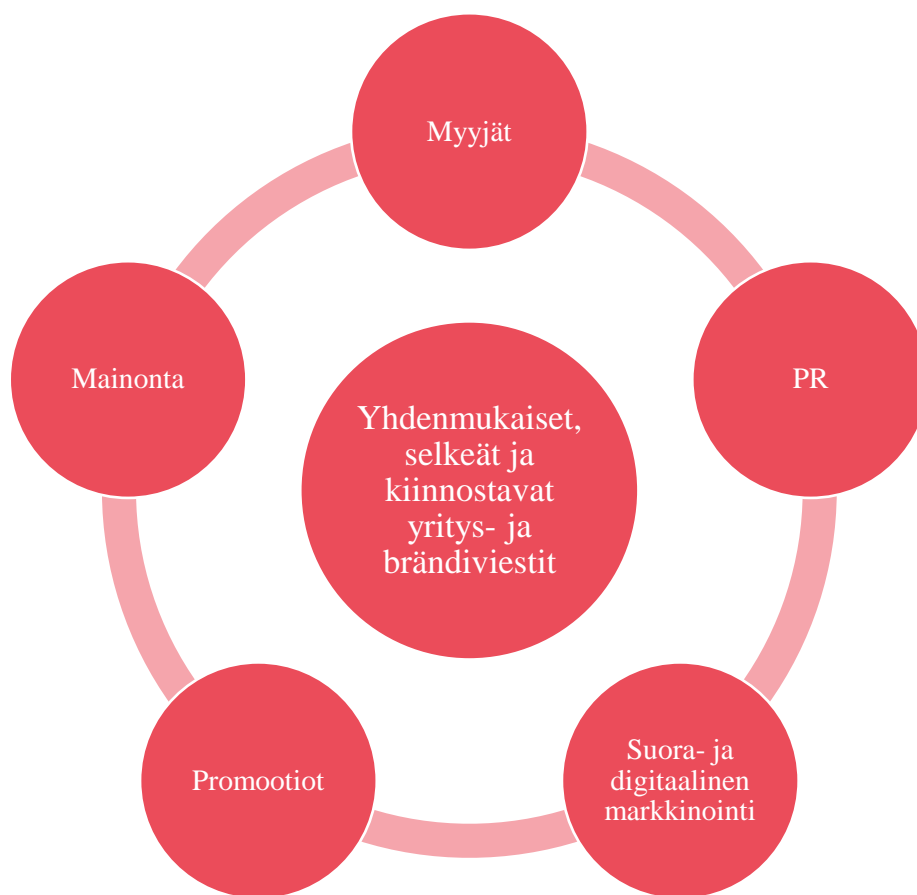 Myyjät
Mainonta
PR
Yhdenmukaiset,
selkeät ja
kiinnostavat
yritys- ja
brändiviestit
Promootiot
Suora- ja
digitaalinen
markkinointi